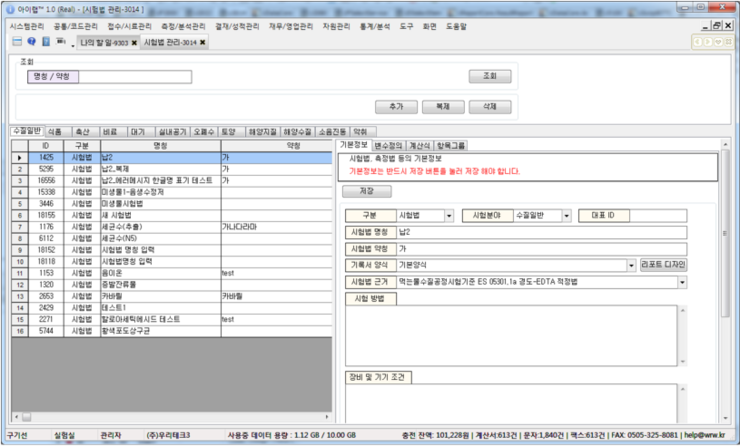 아이랩™ 1.0 (Real) - [시험법 관리-3014 ]
시스템관리 공통/코드관리 접수/시료관리 측정/분석관리 결재/성적관리 재무/영업관리 자원관리 통계/분석 도구 화면 도움말
나의 할 일-9303 시험법 관리-3014
조회
명칭 / 약칭 조회
추가 복제 삭제
수질일반 식품 축산 비료 대기 실내공기 오폐수 토양 해양저질 해양수질 소음진동 악취
ID 구분 명칭 약칭
1425 시험법 납2 가
2 5295 시험법 납2_복제 가
3 16556 시험법 납2_에러메시지 한글명 표기 테스트 가
4 15338 시험법 미생물1-음생수정저
5 3446 시험법 미생물시험법
6 18155 시험법 새 시험법
7 1176 시험법 세균수(추출) 가나다라마
8 6112 시험법 세균수(N5)
9 18152 시험법 시험법 명칭 입력
10 18118 시험법 시험법명칭 입력
11 1153 시험법 음이온 test
12 1320 시험법 증발잔류물
13 2653 시험법 카바릴 카바릴
14 2429 시험법 테스트1
15 2271 시험법 할로아세틱에시드 테스트 test
16 5744 시험법 황색포도상구균
기본정보 변수정의 계산식 항목그룹
시험법, 측정법 등의 기본정보
기본정보는 반드시 저장 버튼을 눌러 저장 해야 합니다.
저장
구분 시험법 시험분야 수질일반 대표 ID
시험법 명칭 납2
시험법 약칭 가
기록서 양식 기본양식 리포트 디자인
시험법 근거 먹는물수질공정시험기준 ES 05301.1a 경도-EDTA 적정법
시험 방법
장비 및 기기 조건
구기선 실험실 관리자 (주)우리테크3 사용중 데이터 용량 : 1.12 GB / 10.00 GB 충전 잔액: 101,228원 | 계산서:613건 | 문자:1,840건 | 팩스:613건 | FAX: 0505-325-8081 | help@wrw.kr